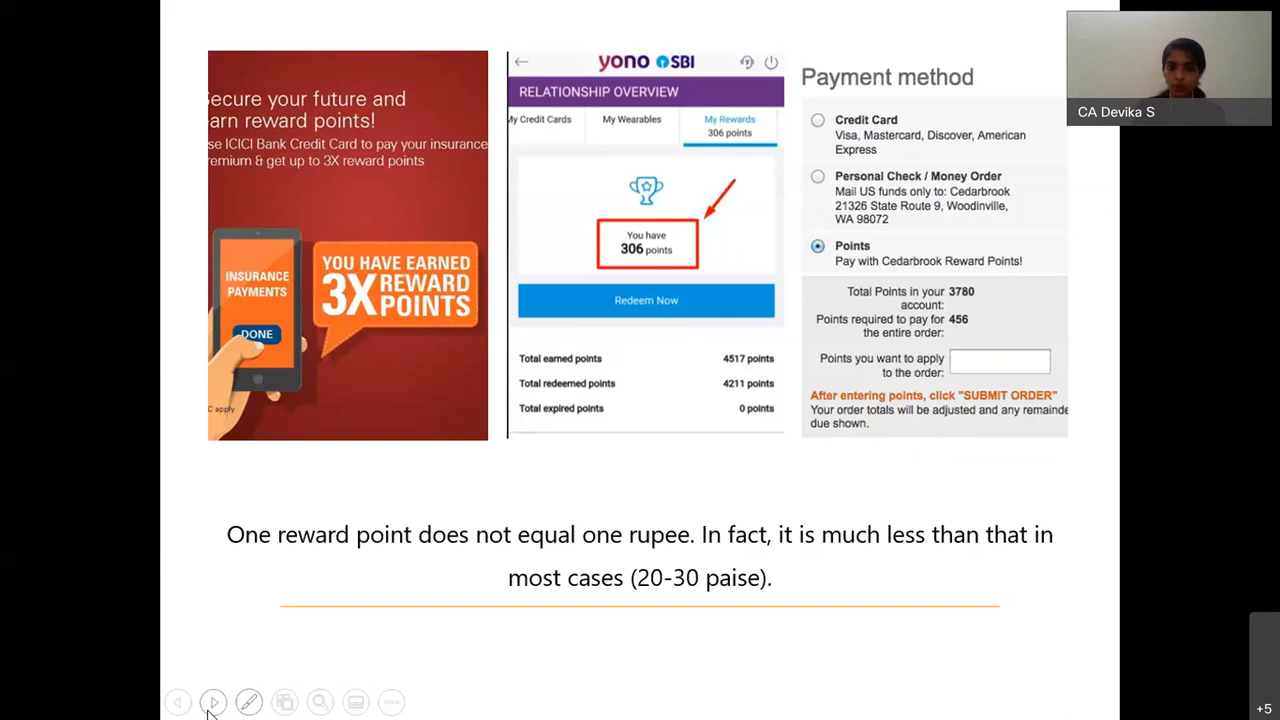 Secure your future and
earn reward points!
Use ICICI Bank Credit Card to pay your insurance
premium & get up to 3X reward points
INSURANCE
PAYMENTS
DONE
YOU HAVE EARNED
3X REWARD
POINTS
C apply
yono SBI
RELATIONSHIP OVERVIEW
My Credit Cards
My Wearables
My Rewards
306 points
You have
306 points
Redeem Now
Total earned points 4517 points
Total redeemed points 4211 points
Total expired points 0 points
Payment method
Credit Card
Visa, Mastercard, Discover, American
Express
Personal Check / Money Order
Mail US funds only to: Cedarbrook
21326 State Route 9, Woodinville,
WA 98072
Points
Pay with Cedarbrook Reward Points!
Total Points in your 3780
account:
Points required to pay for 456
the entire order:
Points you want to apply
to the order:
After entering points, click "SUBMIT ORDER"
Your order totals will be adjusted and any remainde
due shown.
CA Devika S
One reward point does not equal one rupee. In fact, it is much less than that in
most cases (20-30 paise).
+5